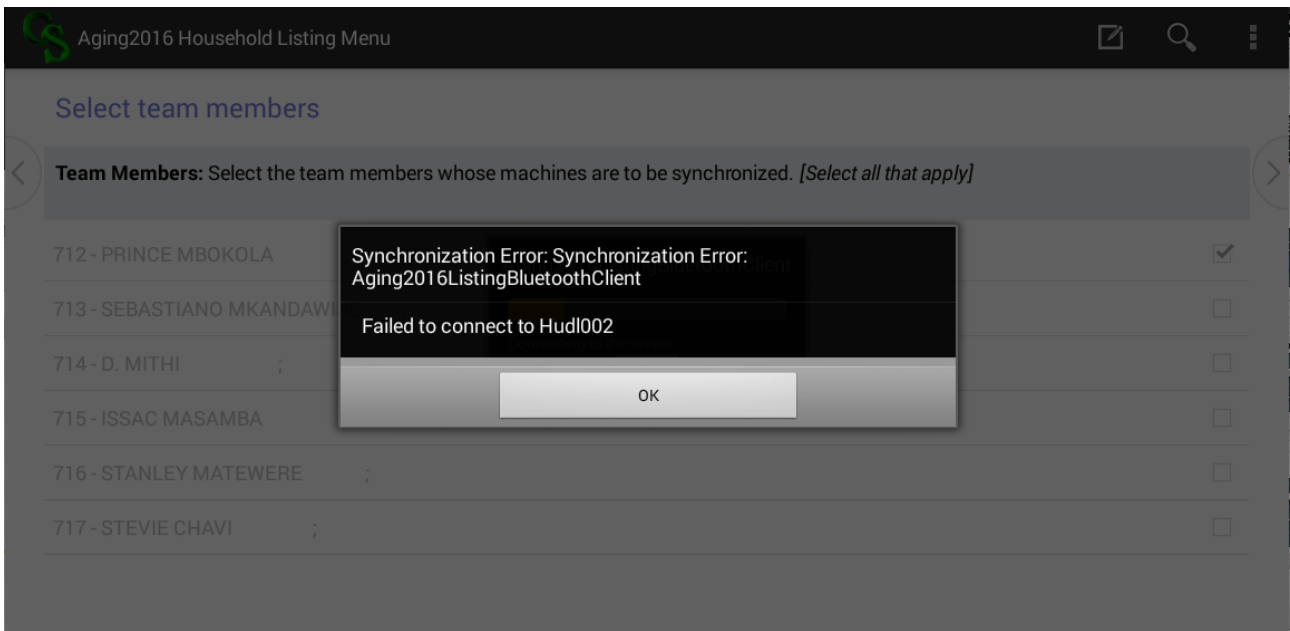 CS
Aging2016 Household Listing Menu
Select team members
Team Members: Select the team members whose machines are to be synchronized. [Select all that apply]
712 - PRINCE MBOKOLA
713 - SEBASTIANO MKANDAWI
714 - D. MITHI ;
715 - ISSAC MASAMBA
716 - STANLEY MATEWERE ;
717 - STEVIE CHAVI ;
Synchronization Error: Synchronization Error:
Aging2016ListingBluetoothClient
Failed to connect to Hudl002
OK